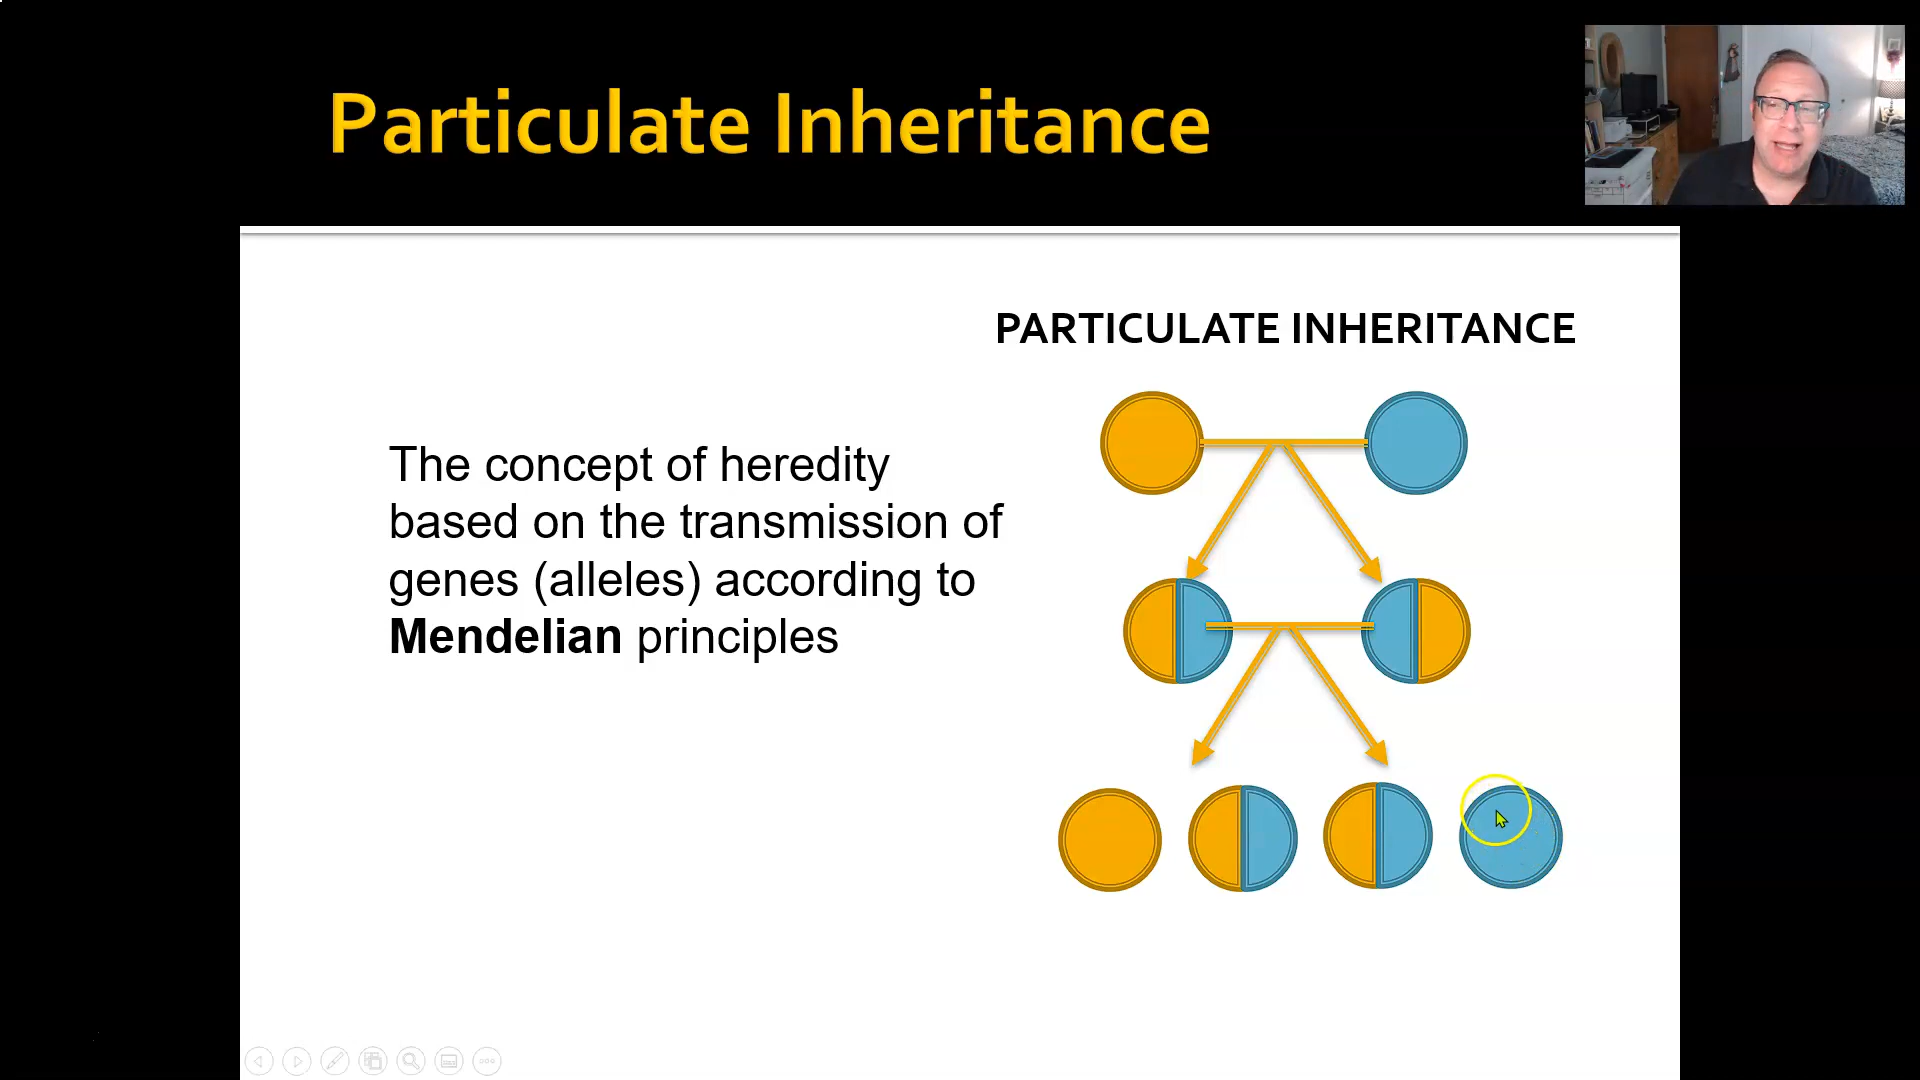 Particulate Inheritance
PARTICULATE INHERITANCE
The concept of heredity
based on the transmission of
genes (alleles) according to
Mendelian principles